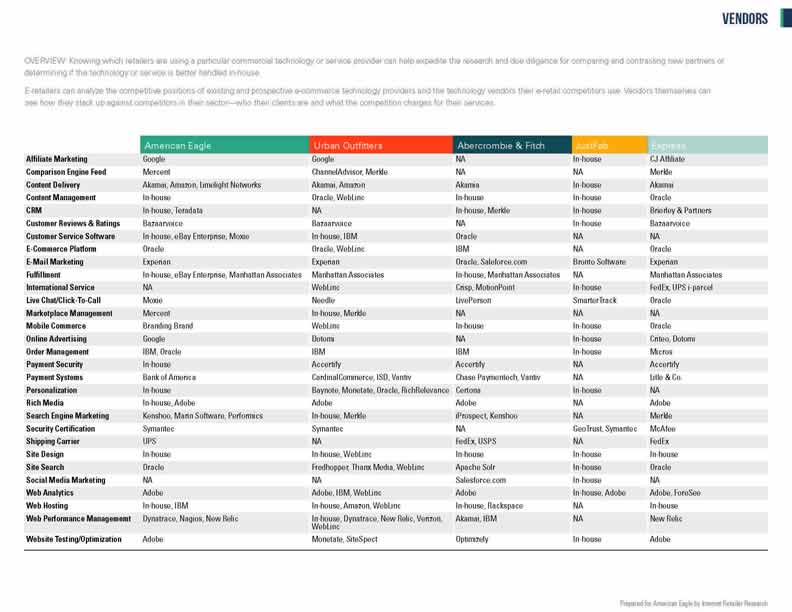 VENDORS
OVERVIEW: Knowing which retailers are using a particular commercial technology or service provider can help expedite the research and due diligence for comparing and contrasting new partners or
determining if the technology or service is better handled in-house.
E-retailers can analyze the competitive positions of existing and prospective e-commerce technology providers and the technology vendors their e-retail competitors use. Vendors themselves can
see how they stack up against competitors in their sector—who their clients are and what the competition charges for their services.
American Eagle Urban Outfitters Abercrombie & Fitch JustFab Express
Affiliate Marketing Google Google NA In-house CJ Affiliate
Comparison Engine Feed Mercent ChannelAdvisor, Merkle NA NA Merkle
Content Delivery Akamai, Amazon, Limelight Networks Akamai, Amazon Akamia In-house Akamai
Content Management In-house Oracle, WebLinc In-house In-house Oracle
CRM In-house, Teradata NA In-house, Merkle In-house Brierley & Partners
Customer Reviews & Ratings Bazaarvoice Bazaarvoice NA In-house Bazaarvoice
Customer Service Software In-house, eBay Enterprise, Moxie In-house, IBM Oracle NA NA
E-Commerce Platform Oracle Oracle, WebLinc IBM NA Oracle
E-Mail Marketing Experian Experian Oracle, Saleforce.com Bronto Software Experian
Fulfillment In-house, eBay Enterprise, Manhattan Associates Manhattan Associates In-house, Manhattan Associates NA Manhattan Associates
International Service NA WebLinc Crisp, MotionPoint In-house FedEx, UPS i-parcel
Live Chat/Click-To-Call Moxie Needle LivePerson SmarterTrack Oracle
Marketplace Management Mercent In-house, Merkle NA NA NA
Mobile Commerce Branding Brand WebLinc In-house In-house Oracle
Online Advertising Google Dotomi NA In-house Criteo, Dotomi
Order Management IBM, Oracle IBM IBM In-house Micros
Payment Security In-house Accertify Accertify NA Accertify
Payment Systems Bank of America CardinalCommerce, ISD, Vantiv Chase Paymentech, Vantiv NA Litle & Co.
Personalization In-house Baynote, Monetate, Oracle, RichRelevance Certona In-house NA
Rich Media In-house, Adobe Adobe Adobe NA Adobe
Search Engine Marketing Kenshoo, Marin Software, Performics In-house, Merkle iProspect, Kenshoo NA Merkle
Security Certification Symantec Symantec NA GeoTrust, Symantec McAfee
Shipping Carrier UPS NA FedEx, USPS NA FedEx
Site Design In-house In-house, WebLinc In-house In-house In-house
Site Search Oracle Fredhopper, Thanx Media, WebLinc Apache Solr In-house Oracle
Social Media Marketing NA NA Salesforce.com In-house NA
Web Analytics Adobe Adobe, IBM, WebLinc Adobe In-house, Adobe Adobe, ForeSee
Web Hosting In-house, IBM In-house, Amazon, WebLinc In-house, Rackspace NA In-house
Web Performance Management Dynatrace, Nagios, New Relic In-house, Dynatrace, New Relic, Verizon, Akamai, IBM NA New Relic
WebLinc
Website Testing/Optimization Adobe Monetate, SiteSpect Optimizely In-house Adobe
Prepared for American Eagle by Internet Retailer Research